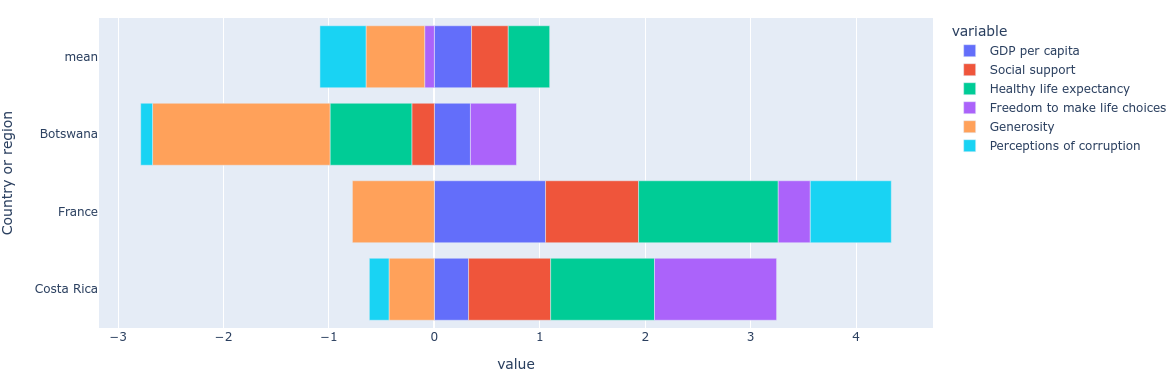 variable
GDP per capita
Social support
Healthy life expectancy
Freedom to make life choices
Generosity
Perceptions of corruption
Country or region
mean
Botswana
France
Costa Rica
−3 −2 −1 0 1 2 3 4
value